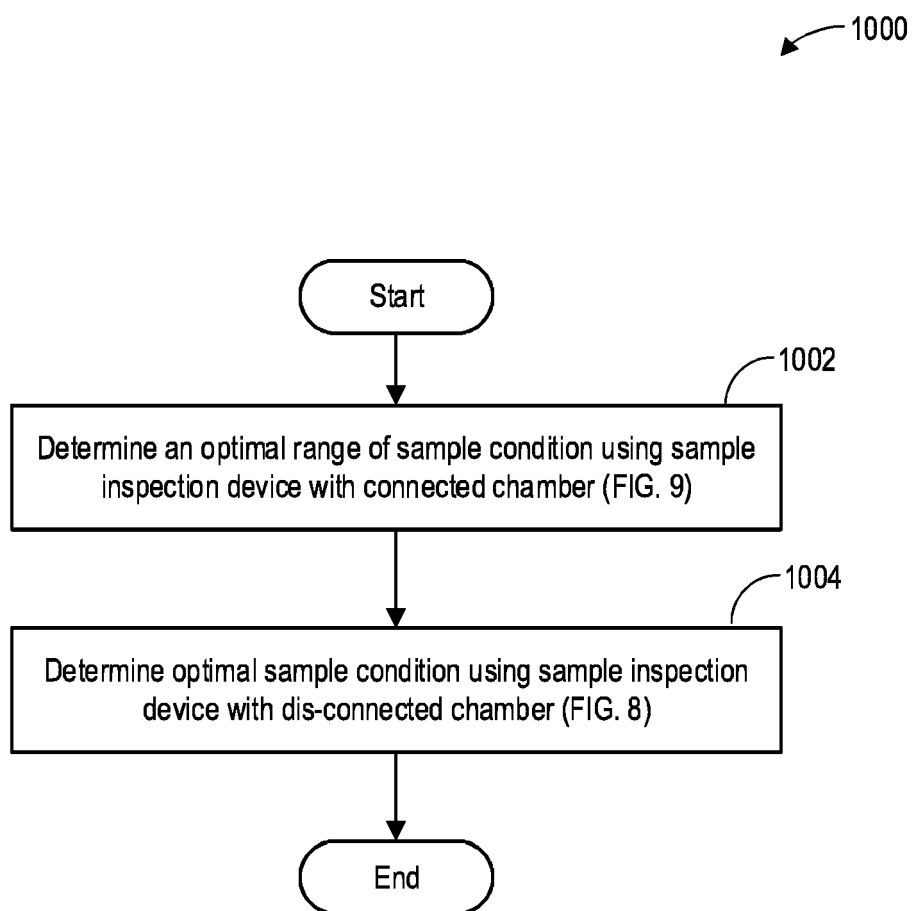 1000
Start
1002
Determine an optimal range of sample condition using sample
inspection device with connected chamber (FIG. 9)
1004
Determine optimal sample condition using sample inspection
device with dis-connected chamber (FIG. 8)
End